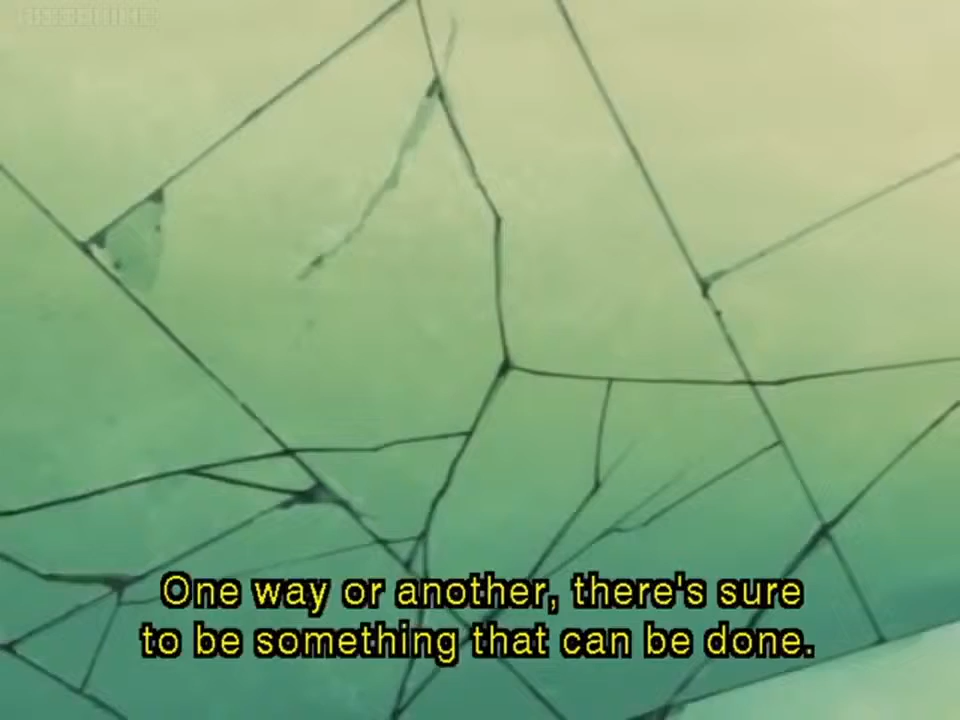 One way or another, there's sure
to be something that can be done.